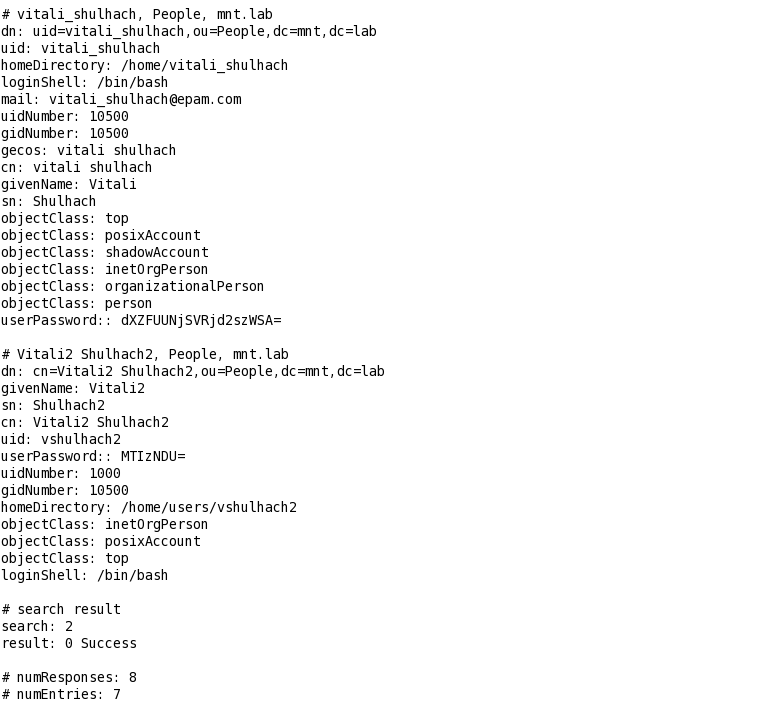 # vitali_shulhach, People, mnt.lab
dn: uid=vitali_shulhach,ou=People,dc=mnt,dc=lab
uid: vitali_shulhach
homeDirectory: /home/vitali_shulhach
loginShell: /bin/bash
mail: vitali_shulhach@epam.com
uidNumber: 10500
gidNumber: 10500
gecos: vitali shulhach
cn: vitali shulhach
givenName: Vitali
sn: Shulhach
objectClass: top
objectClass: posixAccount
objectClass: shadowAccount
objectClass: inetOrgPerson
objectClass: organizationalPerson
objectClass: person
userPassword:: dXZFUUNjSVRjd2szWSA=

# Vitali2 Shulhach2, People, mnt.lab
dn: cn=Vitali2 Shulhach2,ou=People,dc=mnt,dc=lab
givenName: Vitali2
sn: Shulhach2
cn: Vitali2 Shulhach2
uid: vshulhach2
userPassword:: MTIzNDU=
uidNumber: 1000
gidNumber: 10500
homeDirectory: /home/users/vshulhach2
objectClass: inetOrgPerson
objectClass: posixAccount
objectClass: top
loginShell: /bin/bash

# search result
search: 2
result: 0 Success

# numResponses: 8
# numEntries: 7